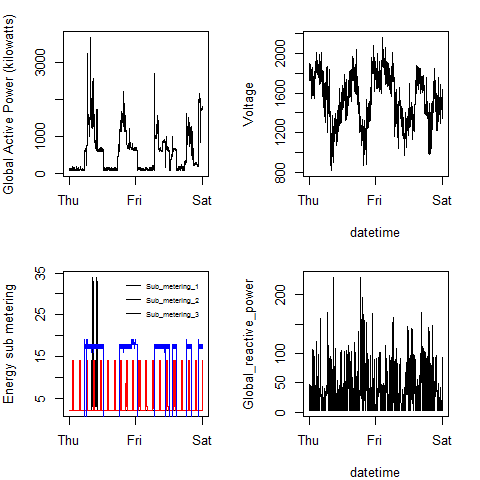 Global Active Power (kilowatts)
0
1000
3000
Thu
Fri
Sat
Voltage
800
1200
1600
2000
Thu
Fri
Sat
datetime
Energy sub metering
5
15
25
35
Sub_metering_1
Sub_metering_2
Sub_metering_3
Thu
Fri
Sat
Global_reactive_power
0
50
100
200
Thu
Fri
Sat
datetime